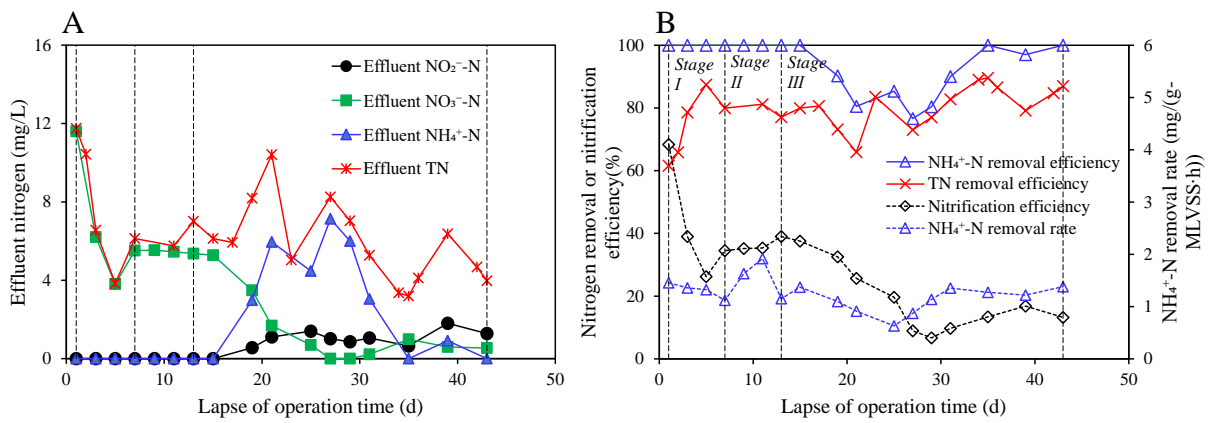 A
Effluent nitrogen (mg/L)
16
12
8
4
0
Effluent NO₂⁻-N
Effluent NO₃⁻-N
Effluent NH₄⁺-N
Effluent TN
0 10 20 30 40 50
Lapse of operation time (d)
B
Nitrogen removal or nitrification
efficiency(%)
100
80
60
40
20
0
Stage
I
Stage
II
Stage
III
NH₄⁺-N removal efficiency
TN removal efficiency
Nitrification efficiency
NH₄⁺-N removal rate
6
5
4
3
2
1
0
NH₄⁺-N removal rate (mg/(g-
MLVSS·h))
0 10 20 30 40 50
Lapse of operation time (d)